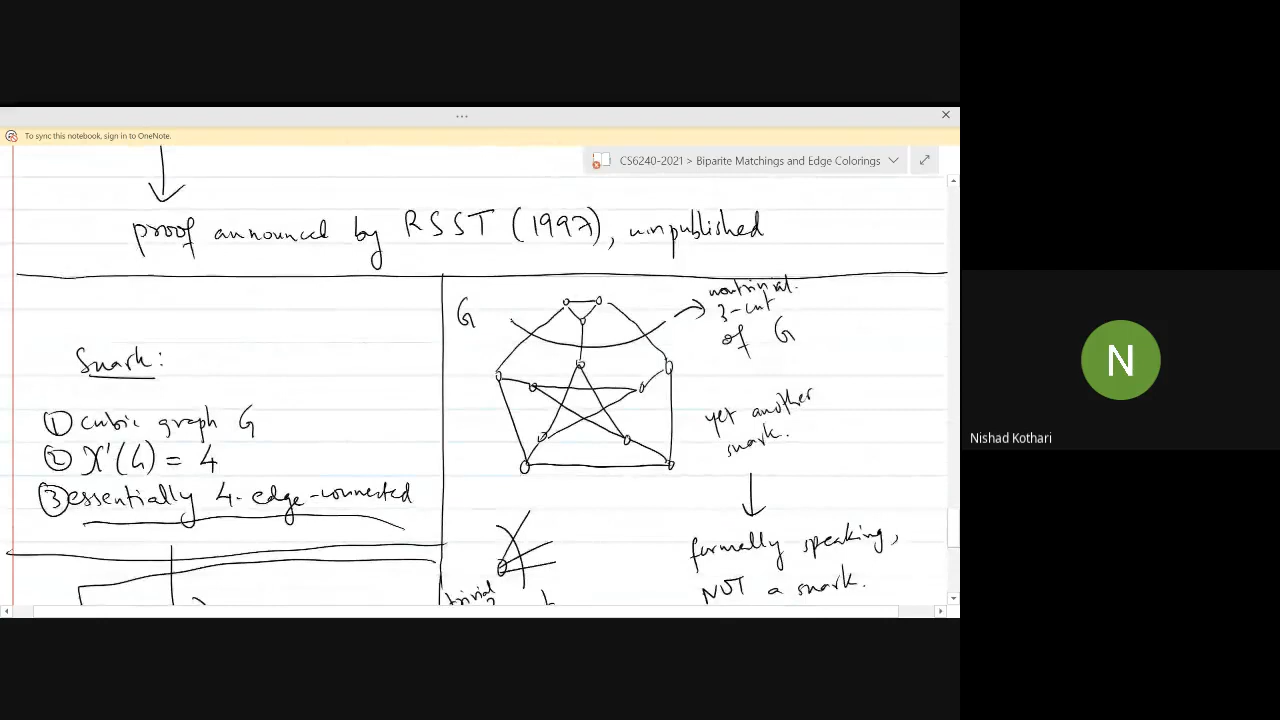 ...
To sync this notebook, sign in to OneNote.
CS6240-2021 > Biparite Matchings and Edge Colorings
proof announced by RSST (1997), unpublished
Snark:
① cubic graph G
② χ'(G) = 4
③ essentially 4-edge-connected
G
nontrivial
3-cut
of G
yet another
snark.
formally speaking,
NOT a snark.
trivial
N
Nishad Kothari